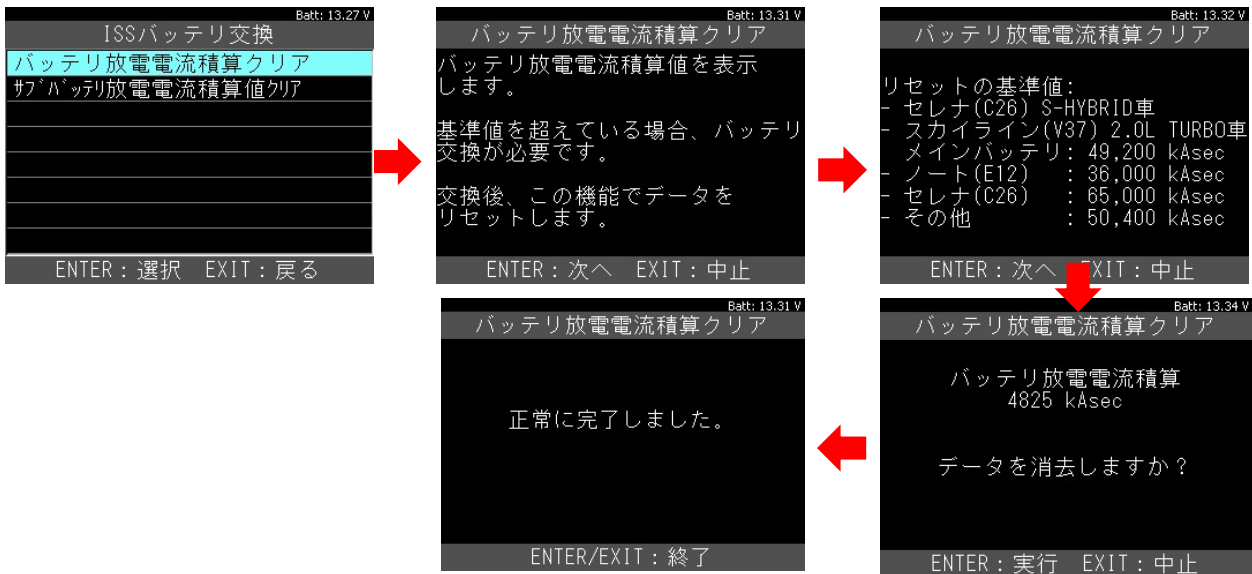 Batt: 13.27 V
ISSバッテリ交換
バッテリ放電電流積算クリア
ｻﾌﾞﾊﾞｯﾃﾘ放電電流積算値ｸﾘｱ
ENTER：選択 EXIT：戻る
Batt: 13.31 V
バッテリ放電電流積算クリア
バッテリ放電電流積算値を表示
します。
基準値を超えている場合、バッテリ
交換が必要です。
交換後、この機能でデータを
リセットします。
ENTER：次へ EXIT：中止
Batt: 13.32 V
バッテリ放電電流積算クリア
リセットの基準値:
- セレナ(C26) S-HYBRID車
- スカイライン(V37) 2.0L TURBO車
メインバッテリ: 49,200 kAsec
- ノート(E12) : 36,000 kAsec
- セレナ(C26) : 65,000 kAsec
- その他 : 50,400 kAsec
ENTER：次へ EXIT：中止
Batt: 13.34 V
バッテリ放電電流積算クリア
バッテリ放電電流積算
4825 kAsec
データを消去しますか？
ENTER：実行 EXIT：中止
Batt: 13.31 V
バッテリ放電電流積算クリア
正常に完了しました。
ENTER/EXIT：終了